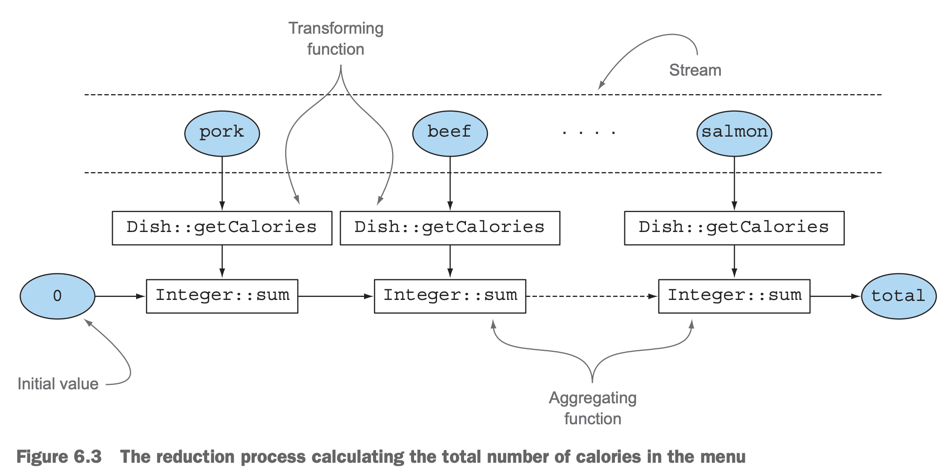 Transforming
function
Stream
pork
beef
. . . .
salmon
Dish::getCalories
Dish::getCalories
Dish::getCalories
0
Integer::sum
Integer::sum
Integer::sum
total
Initial value
Aggregating
function
Figure 6.3 The reduction process calculating the total number of calories in the menu